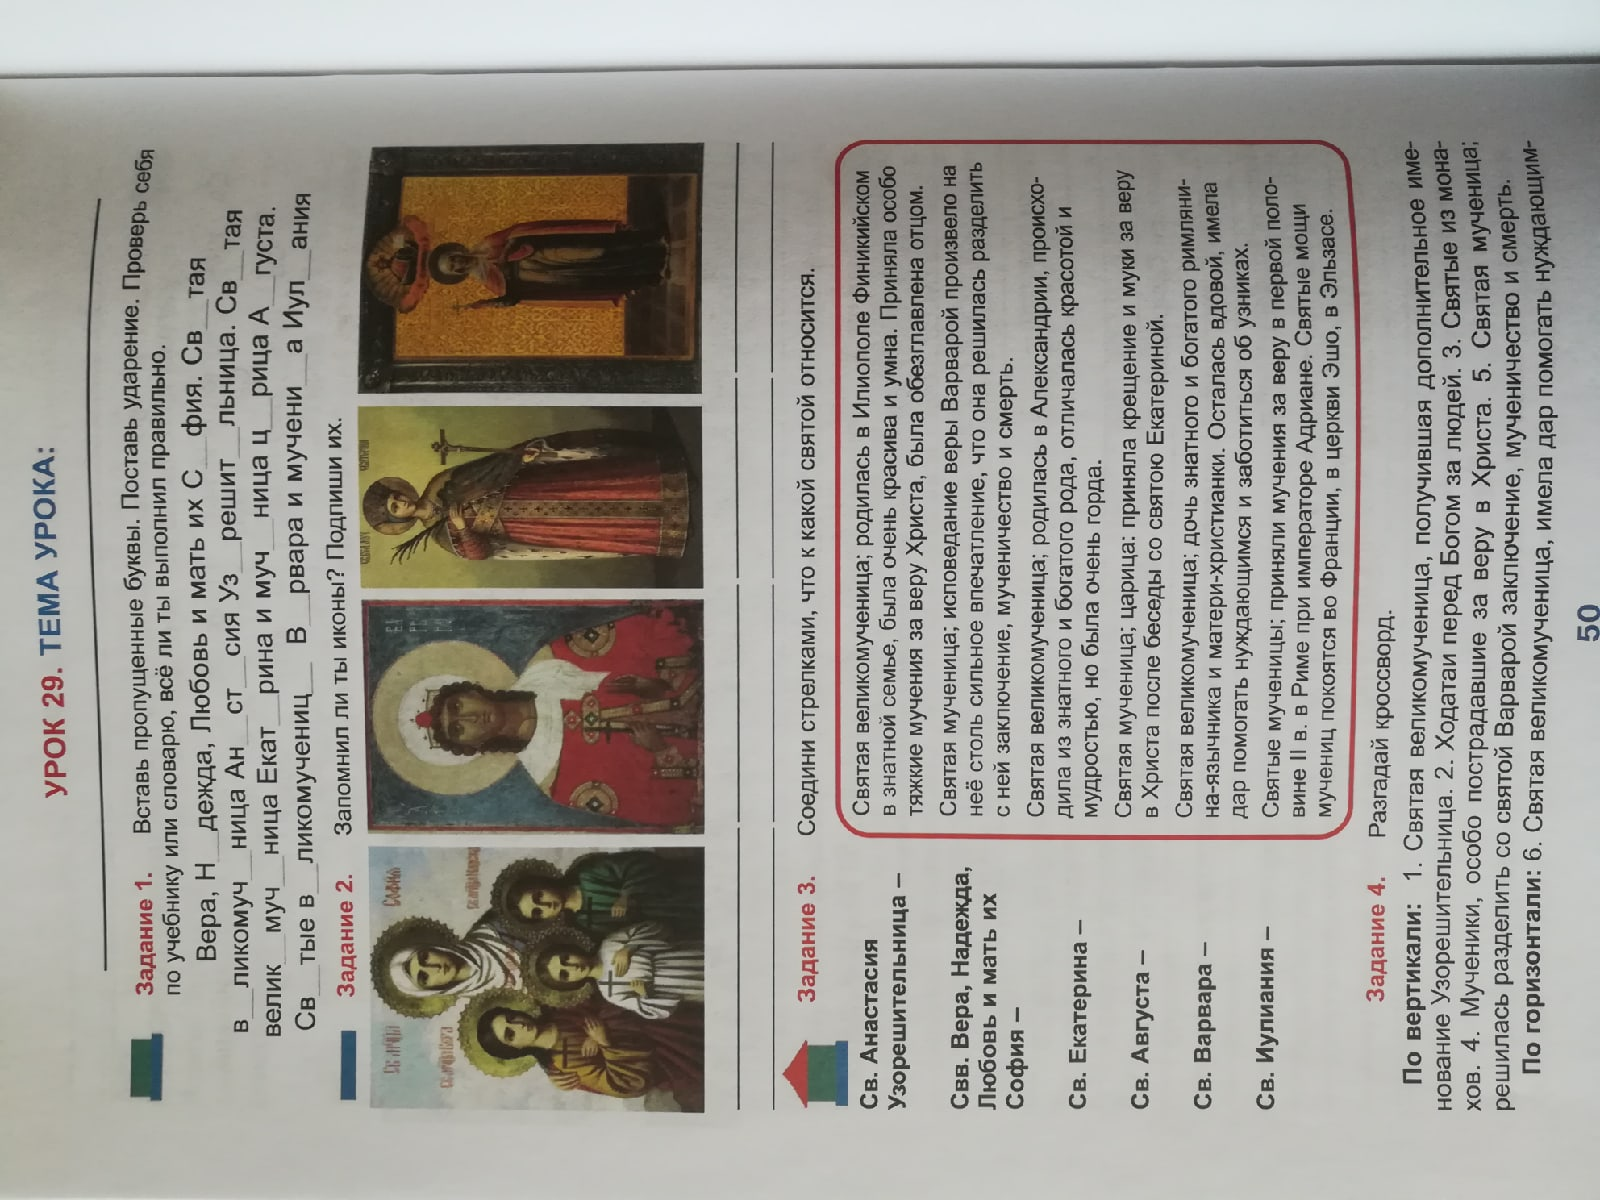 УРОК 29. ТЕМА УРОКА:
Задание 1. Вставь пропущенные буквы. Поставь ударение. Проверь себя
по учебнику или словарю, всё ли ты выполнил правильно.
Вера, Н__дежда, Любовь и мать их С__фия. Св__тая
в__ликомуч__ница Ан__ст__сия Уз__решит__льница. Св__тая
велик__муч__ница Екат__рина и муч__ница ц__рица А__густа.
Св__тые в__ликомучениц__ В__рвара и мучени__а Иул__ания
Задание 2. Запомнил ли ты иконы? Подпиши их.
Задание 3. Соедини стрелками, что к какой святой относится.
Св. Анастасия
Узорешительница –
Свв. Вера, Надежда,
Любовь и мать их
София –
Св. Екатерина –
Св. Августа –
Св. Варвара –
Св. Иулиания –
Святая великомученица; родилась в Илиополе Финикийском
в знатной семье, была очень красива и умна. Приняла особо
тяжкие мучения за веру Христа, была обезглавлена отцом.
Святая мученица; исповедание веры Варварой произвело на
неё столь сильное впечатление, что она решилась разделить
с ней заключение, мученичество и смерть.
Святая великомученица; родилась в Александрии, происхо-
дила из знатного и богатого рода, отличалась красотой и
мудростью, но была очень горда.
Святая мученица; царица: приняла крещение и муки за веру
в Христа после беседы со святою Екатериной.
Святая великомученица; дочь знатного и богатого римляни-
на-язычника и матери-христианки. Осталась вдовой, имела
дар помогать нуждающимся и заботиться об узниках.
Святые мученицы; приняли мучения за веру в первой поло-
вине II в. в Риме при императоре Адриане. Святые мощи
мучениц покоятся во Франции, в церкви Эшо, в Эльзасе.
Задание 4. Разгадай кроссворд.
По вертикали: 1. Святая великомученица, получившая дополнительное име-
нование Узорешительница. 2. Ходатаи перед Богом за людей. 3. Святые из мона-
хов. 4. Мученики, особо пострадавшие за веру в Христа. 5. Святая мученица;
решилась разделить со святой Варварой заключение, мученичество и смерть.
По горизонтали: 6. Святая великомученица, имела дар помогать нуждающим-
50